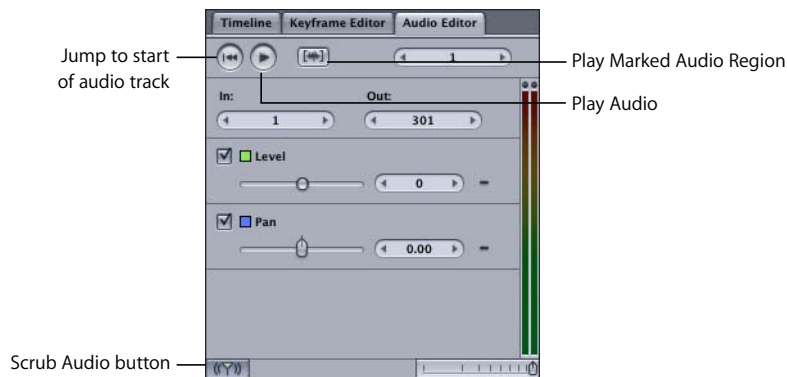 Timeline Keyframe Editor Audio Editor
Jump to start
of audio track
1
Play Marked Audio Region
Play Audio
In: Out:
1 301
Level
0
Pan
0.00
Scrub Audio button